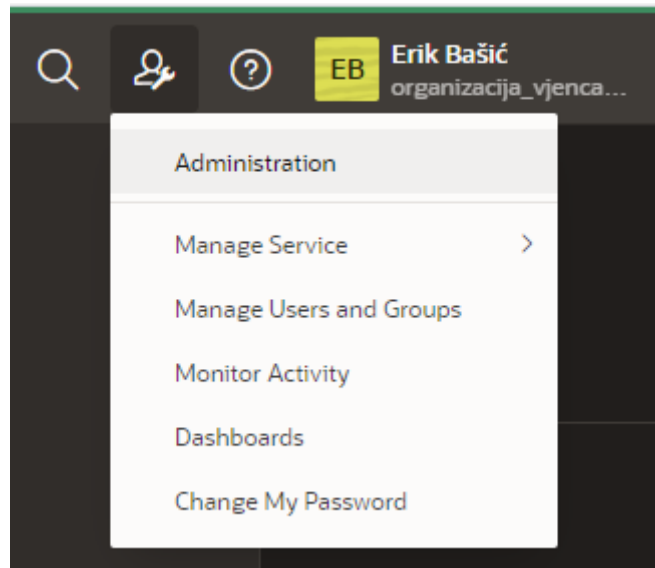 EB
Erik Bašić
organizacija_vjenca...
Administration
Manage Service
Manage Users and Groups
Monitor Activity
Dashboards
Change My Password